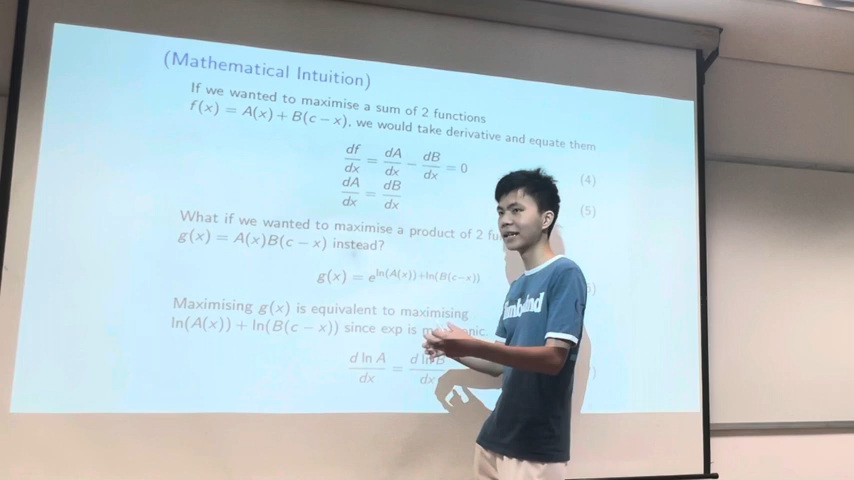 (Mathematical Intuition)
If we wanted to maximise a sum of 2 functions
f(x) = A(x) + B(c − x), we would take derivative and equate them
df/dx = dA/dx − dB/dx = 0 (4)
dA/dx = dB/dx (5)
What if we wanted to maximise a product of 2
g(x) = A(x)B(c − x) instead?
g(x) = e^{ln(A(x))+ln(B(c−x))}
Maximising g(x) is equivalent to maximising
ln(A(x)) + ln(B(c − x)) since exp is
d ln A/dx = d ln B/dx